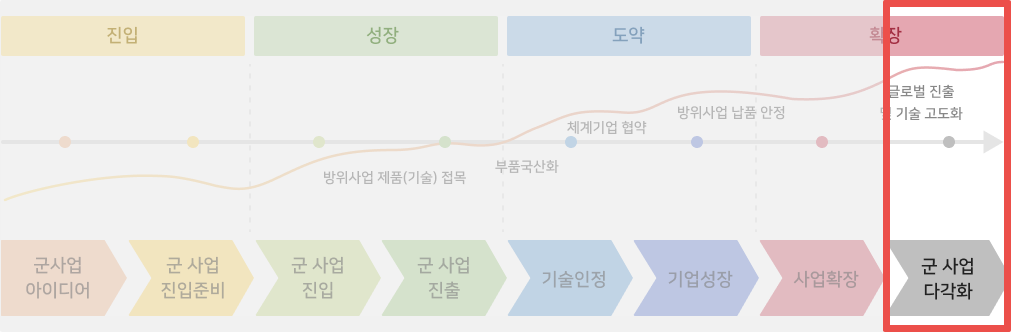 진입
성장
도약
확장
글로벌 진출
및 기술 고도화
방위사업 납품 안정
체계기업 협약
부품국산화
방위사업 제품(기술) 접목
군사업
아이디어
군 사업
진입준비
군 사업
진입
군 사업
진출
기술인정
기업성장
사업확장
군 사업
다각화